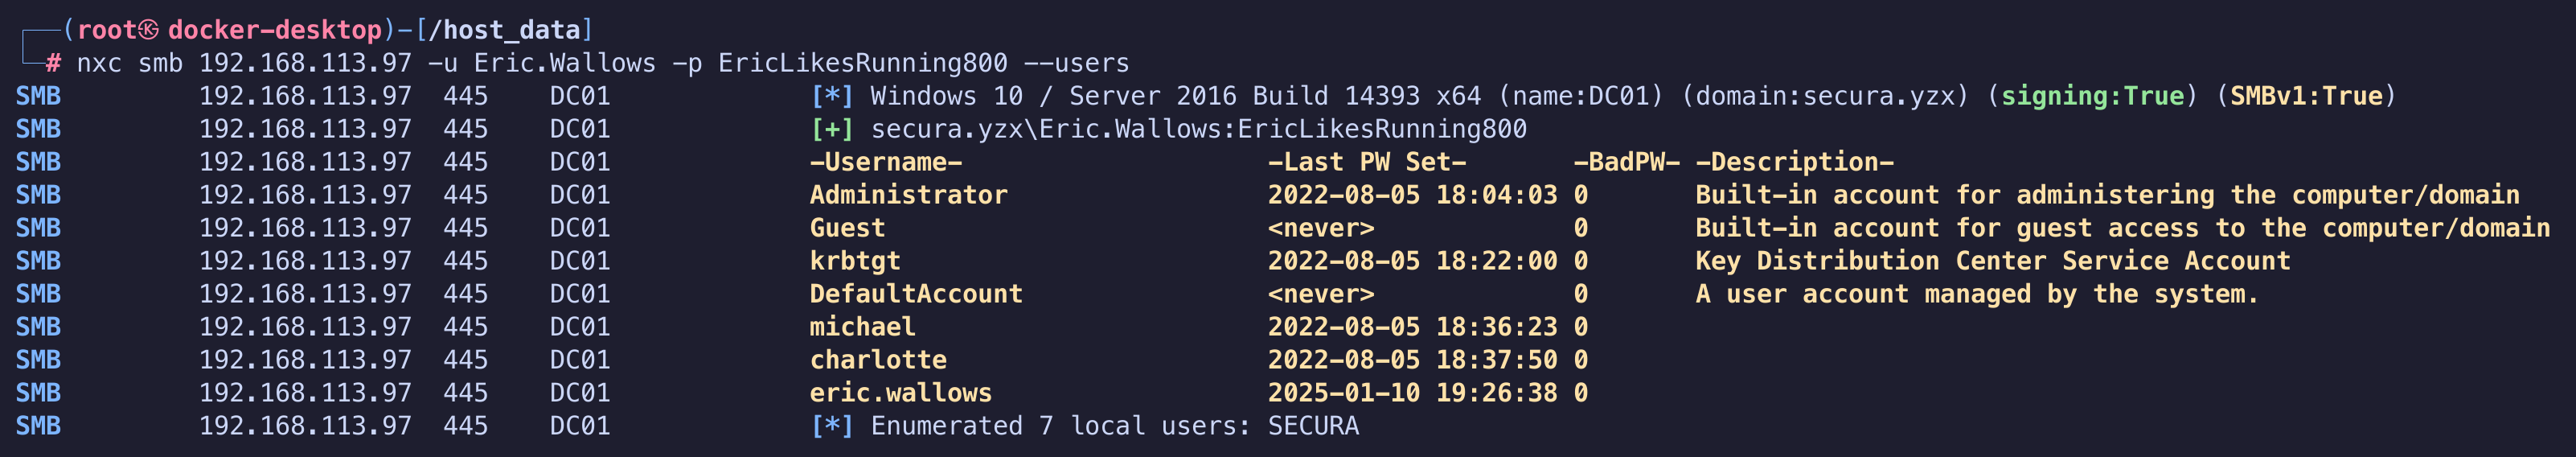 (root㉿docker-desktop)-[/host_data]
# nxc smb 192.168.113.97 -u Eric.Wallows -p EricLikesRunning800 --users
SMB 192.168.113.97 445 DC01 [*] Windows 10 / Server 2016 Build 14393 x64 (name:DC01) (domain:secura.yzx) (signing:True) (SMBv1:True)
SMB 192.168.113.97 445 DC01 [+] secura.yzx\Eric.Wallows:EricLikesRunning800
SMB 192.168.113.97 445 DC01 -Username- -Last PW Set- -BadPW- -Description-
SMB 192.168.113.97 445 DC01 Administrator 2022-08-05 18:04:03 0 Built-in account for administering the computer/domain
SMB 192.168.113.97 445 DC01 Guest <never> 0 Built-in account for guest access to the computer/domain
SMB 192.168.113.97 445 DC01 krbtgt 2022-08-05 18:22:00 0 Key Distribution Center Service Account
SMB 192.168.113.97 445 DC01 DefaultAccount <never> 0 A user account managed by the system.
SMB 192.168.113.97 445 DC01 michael 2022-08-05 18:36:23 0
SMB 192.168.113.97 445 DC01 charlotte 2022-08-05 18:37:50 0
SMB 192.168.113.97 445 DC01 eric.wallows 2025-01-10 19:26:38 0
SMB 192.168.113.97 445 DC01 [*] Enumerated 7 local users: SECURA